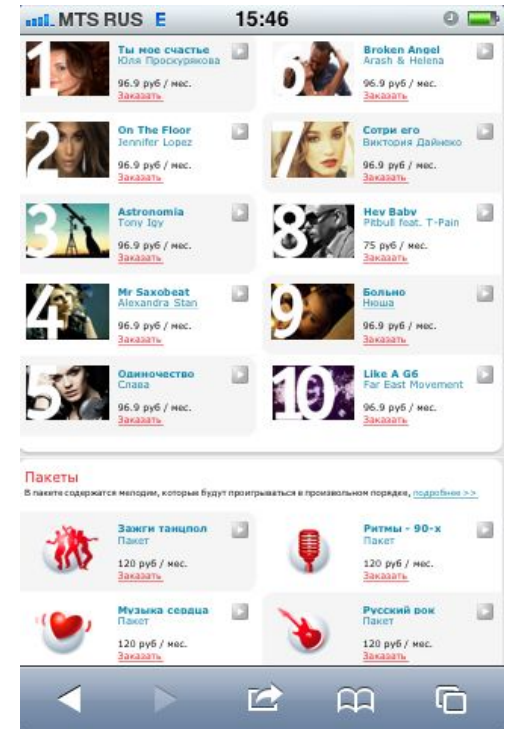 MTS RUS E 15:46
1
Ты мое счастье
Юля Проскурякова
96.9 руб / мес.
Заказать
2
On The Floor
Jennifer Lopez
96.9 руб / мес.
Заказать
3
Astronomia
Tony Igy
96.9 руб / мес.
Заказать
4
Mr Saxobeat
Alexandra Stan
96.9 руб / мес.
Заказать
5
Одиночество
Слава
96.9 руб / мес.
Заказать
6
Broken Angel
Arash & Helena
96.9 руб / мес.
Заказать
7
Сотри его
Виктория Дайнеко
96.9 руб / мес.
Заказать
8
Hey Baby
Pitbull feat. T-Pain
75 руб / мес.
Заказать
9
Больно
Нюша
96.9 руб / мес.
Заказать
10
Like A G6
Far East Movement
96.9 руб / мес.
Заказать
Пакеты
В пакете содержатся мелодии, которые будут проигрываться в произвольном порядке, подробнее >>
Зажги танцпол
Пакет
120 руб / мес.
Заказать
Ритмы - 90-х
Пакет
120 руб / мес.
Заказать
Музыка сердца
Пакет
120 руб / мес.
Заказать
Русский рок
Пакет
120 руб / мес.
Заказать